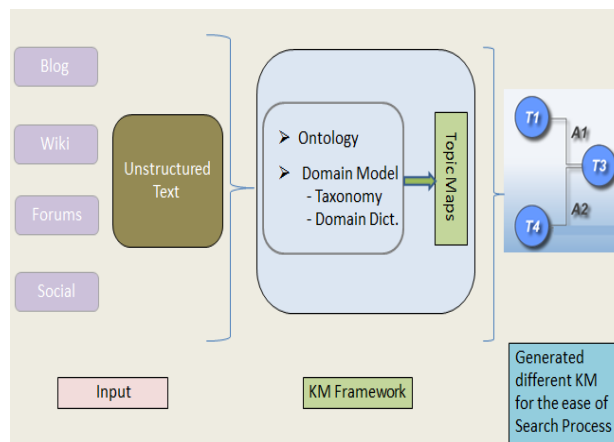 Blog
Wiki
Forums
Social
Unstructured
Text
➢ Ontology
➢ Domain Model
- Taxonomy
- Domain Dict.
Topic Maps
T1
A1
T3
A2
T4
Input
KM Framework
Generated
different KM
for the ease of
Search Process